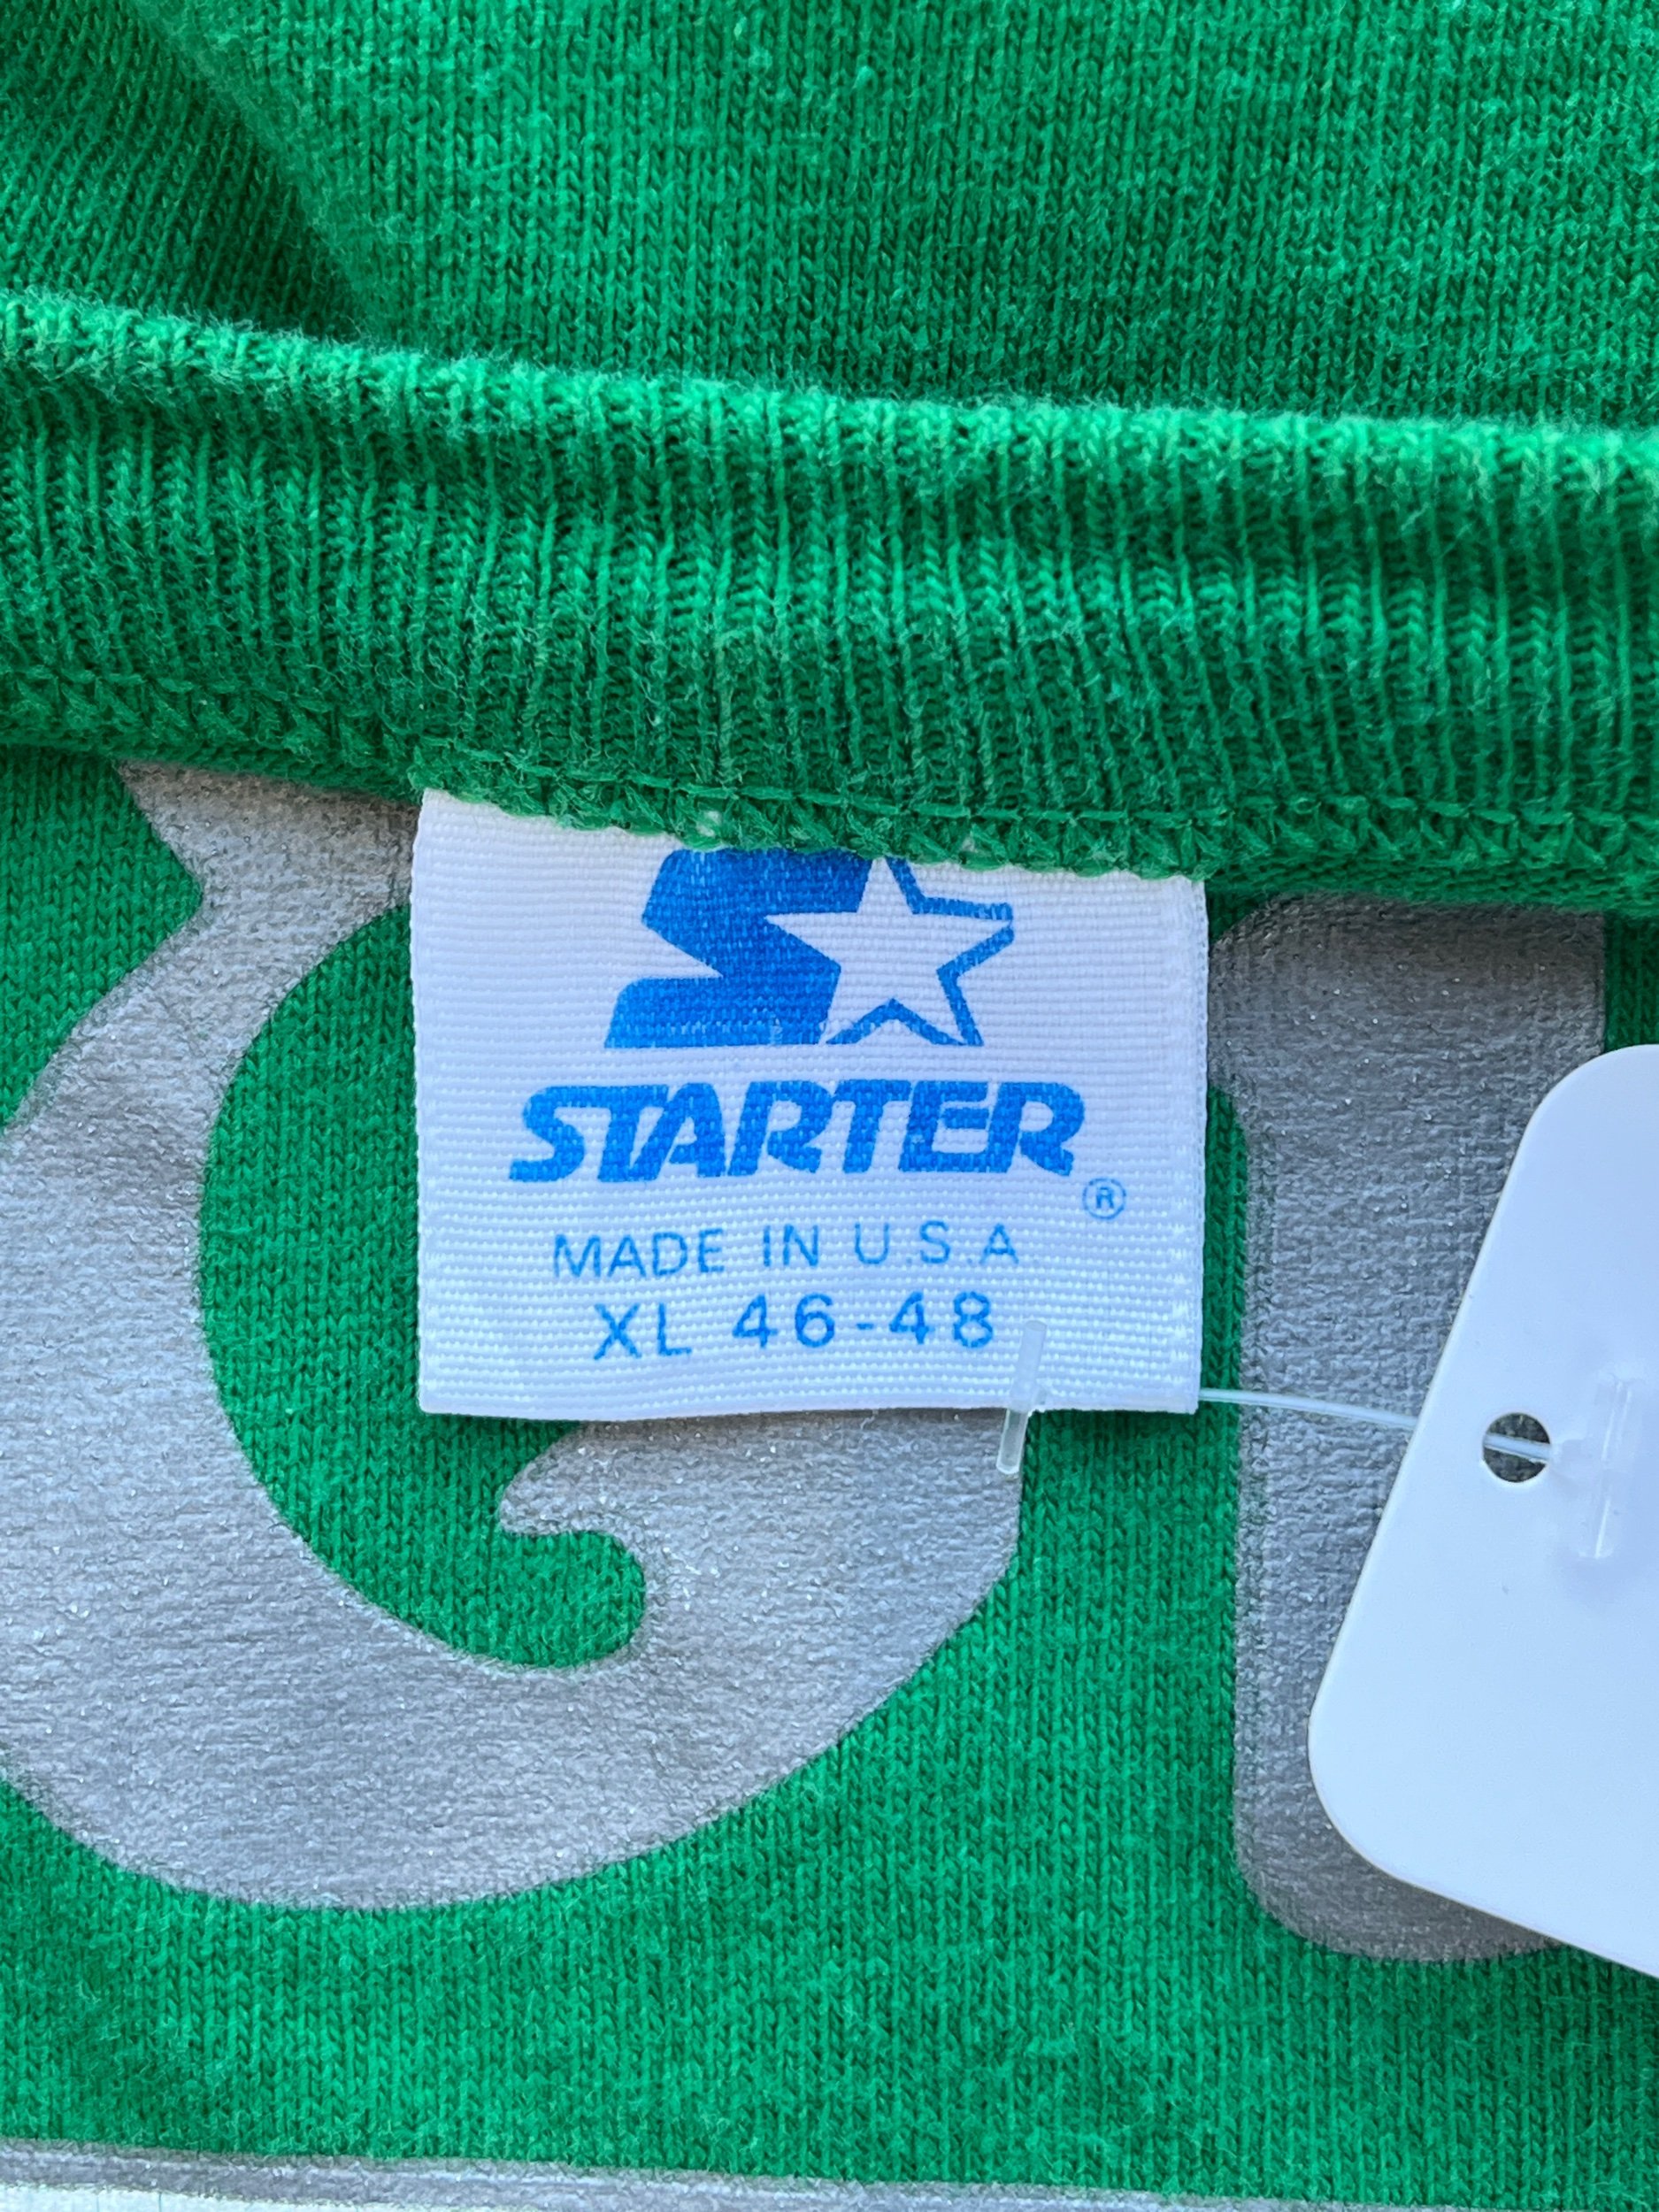 STARTER
®
MADE IN U.S.A
XL 46-48